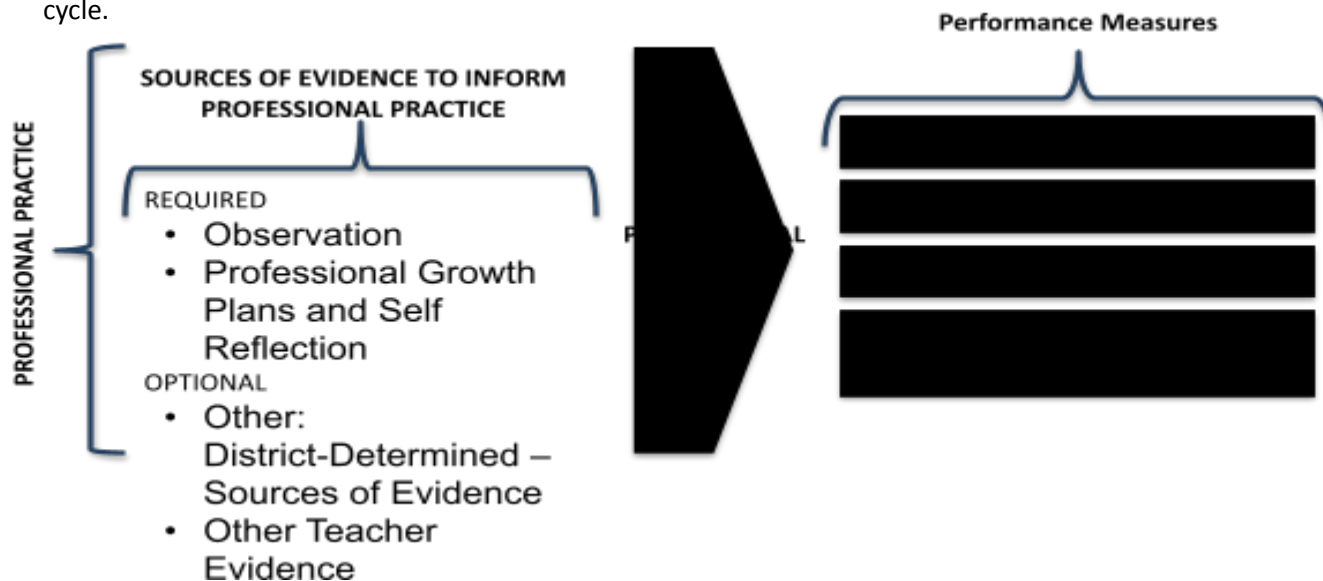 cycle.
Performance Measures
SOURCES OF EVIDENCE TO INFORM
PROFESSIONAL PRACTICE
PROFESSIONAL PRACTICE
REQUIRED
• Observation
• Professional Growth
Plans and Self
Reflection
OPTIONAL
• Other:
District-Determined –
Sources of Evidence
• Other Teacher
Evidence